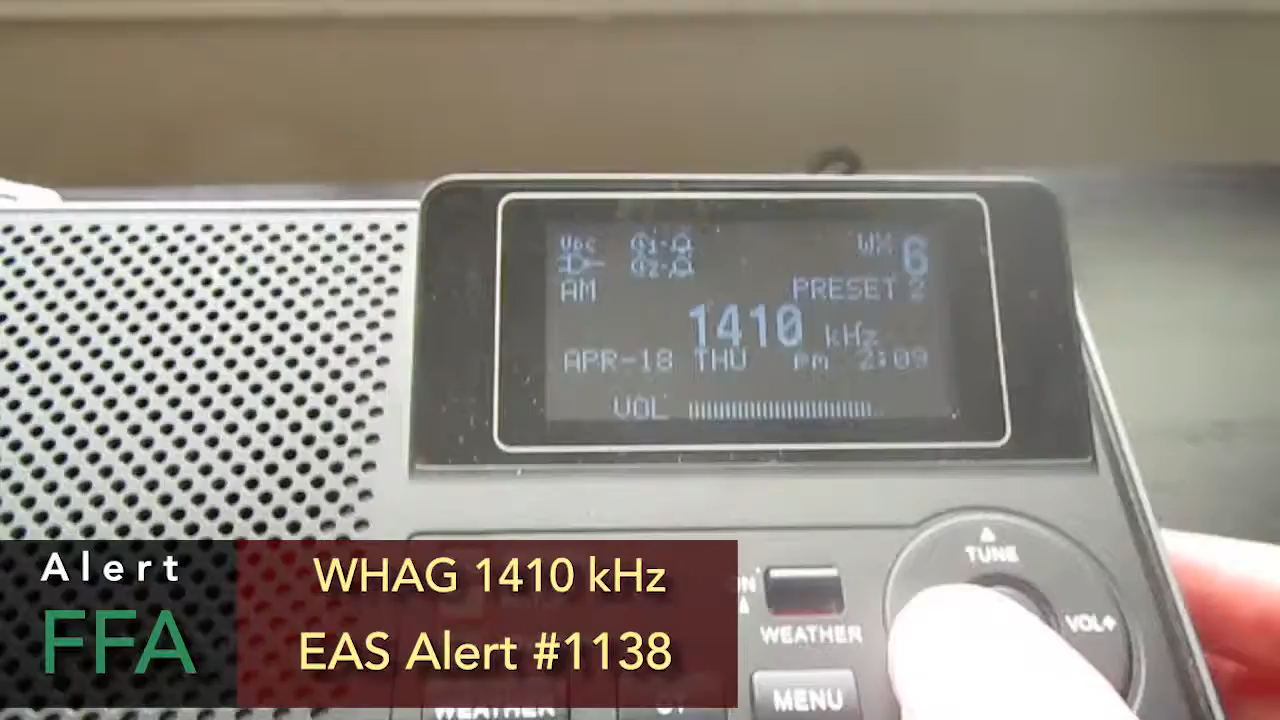 WX 6
AM PRESET 2
1410 kHz
APR-18 THU pm 2:09
VOL
TUNE
VOL+
WEATHER
MENU
WEATHER
Alert
FFA
WHAG 1410 kHz
EAS Alert #1138